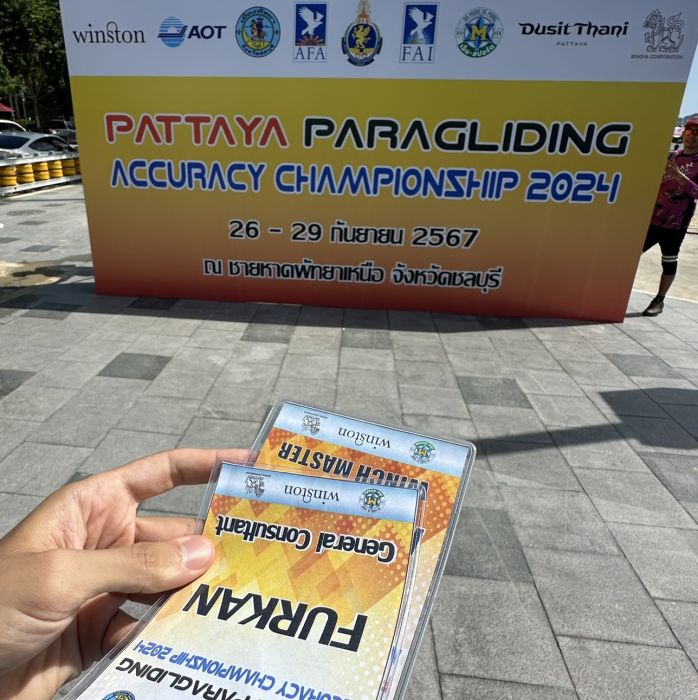 winston
AOT
AFA
FAI
M
Dusit Thani
PATTAYA
SINGHA CORPORATION
PATTAYA PARAGLIDING
ACCURACY CHAMPIONSHIP 2024
26 - 29 กันยายน 2567
ณ ชายหาดพัทยาเหนือ จังหวัดชลบุรี
winston
WINCH MASTER
winston
General Consultant
FURKAN
ACCURACY CHAMPIONSHIP 2024
PARAGLIDING